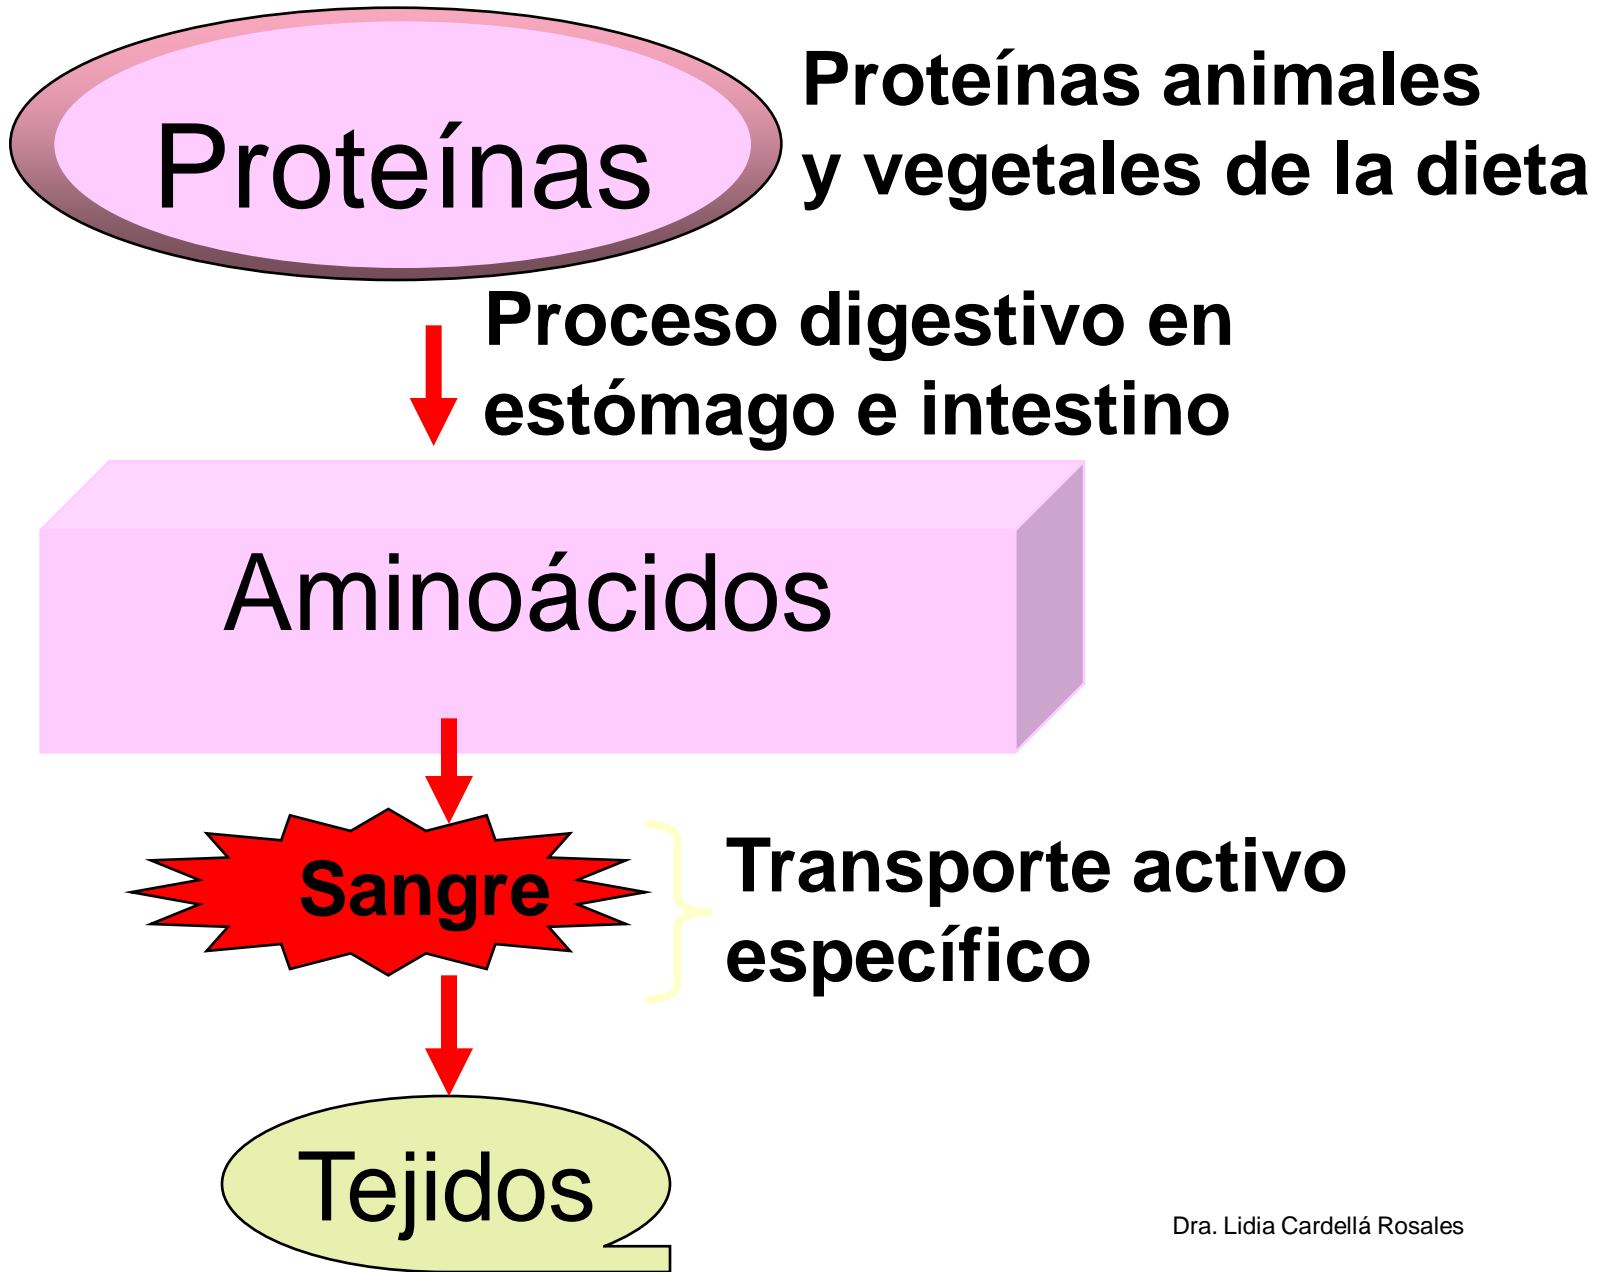 Proteínas
Proteínas animales
y vegetales de la dieta
Proceso digestivo en
estómago e intestino
Aminoácidos
Sangre
Transporte activo
específico
Tejidos
Dra. Lidia Cardellá Rosales